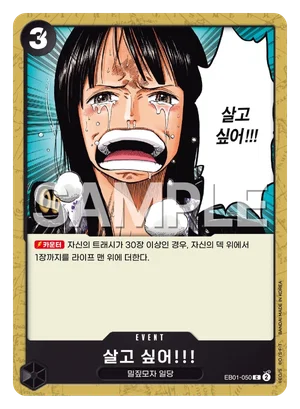 3
살고
싶어!!!
SAMPLE
카운터 자신의 트래시가 30장 이상인 경우, 자신의 덱 위에서
1장까지를 라이프 맨 위에 더한다.
EVENT
살고 싶어!!!
밀짚모자 일당
EB01-050 C 2